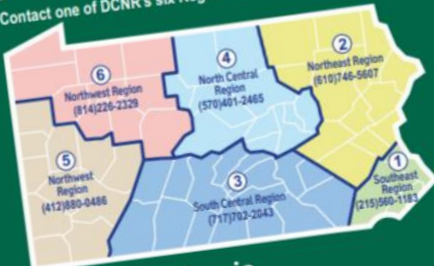 Contact one of DCNR's six Reg
6
Northwest Region
(814)226-2329
4
North Central
Region
(570)401-2465
2
Northeast Region
(610)746-5607
5
Northwest
Region
(412)880-0486
3
South Central Region
(717)702-2043
1
Southeast
Region
(215)560-1183